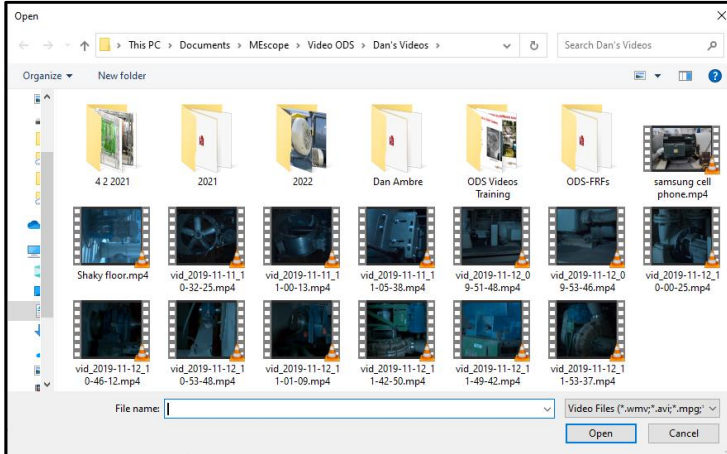 Open
This PC > Documents > MEscope > Video ODS > Dan's Videos >
Search Dan's Videos
Organize
New folder
4 2 2021
2021
2022
Dan Ambre
ODS Videos
Training
ODS-FRFs
samsung cell
phone.mp4
Shaky floor.mp4
vid_2019-11-11_1
0-32-25.mp4
vid_2019-11-11_1
1-00-13.mp4
vid_2019-11-11_1
1-05-38.mp4
vid_2019-11-12_0
9-51-48.mp4
vid_2019-11-12_0
9-53-46.mp4
vid_2019-11-12_1
0-00-25.mp4
vid_2019-11-12_1
0-46-12.mp4
vid_2019-11-12_1
0-53-48.mp4
vid_2019-11-12_1
1-01-09.mp4
vid_2019-11-12_1
1-42-50.mp4
vid_2019-11-12_1
1-49-42.mp4
vid_2019-11-12_1
1-53-37.mp4
File name:
Video Files (*.wmv;*.avi;*.mpg;
Open
Cancel